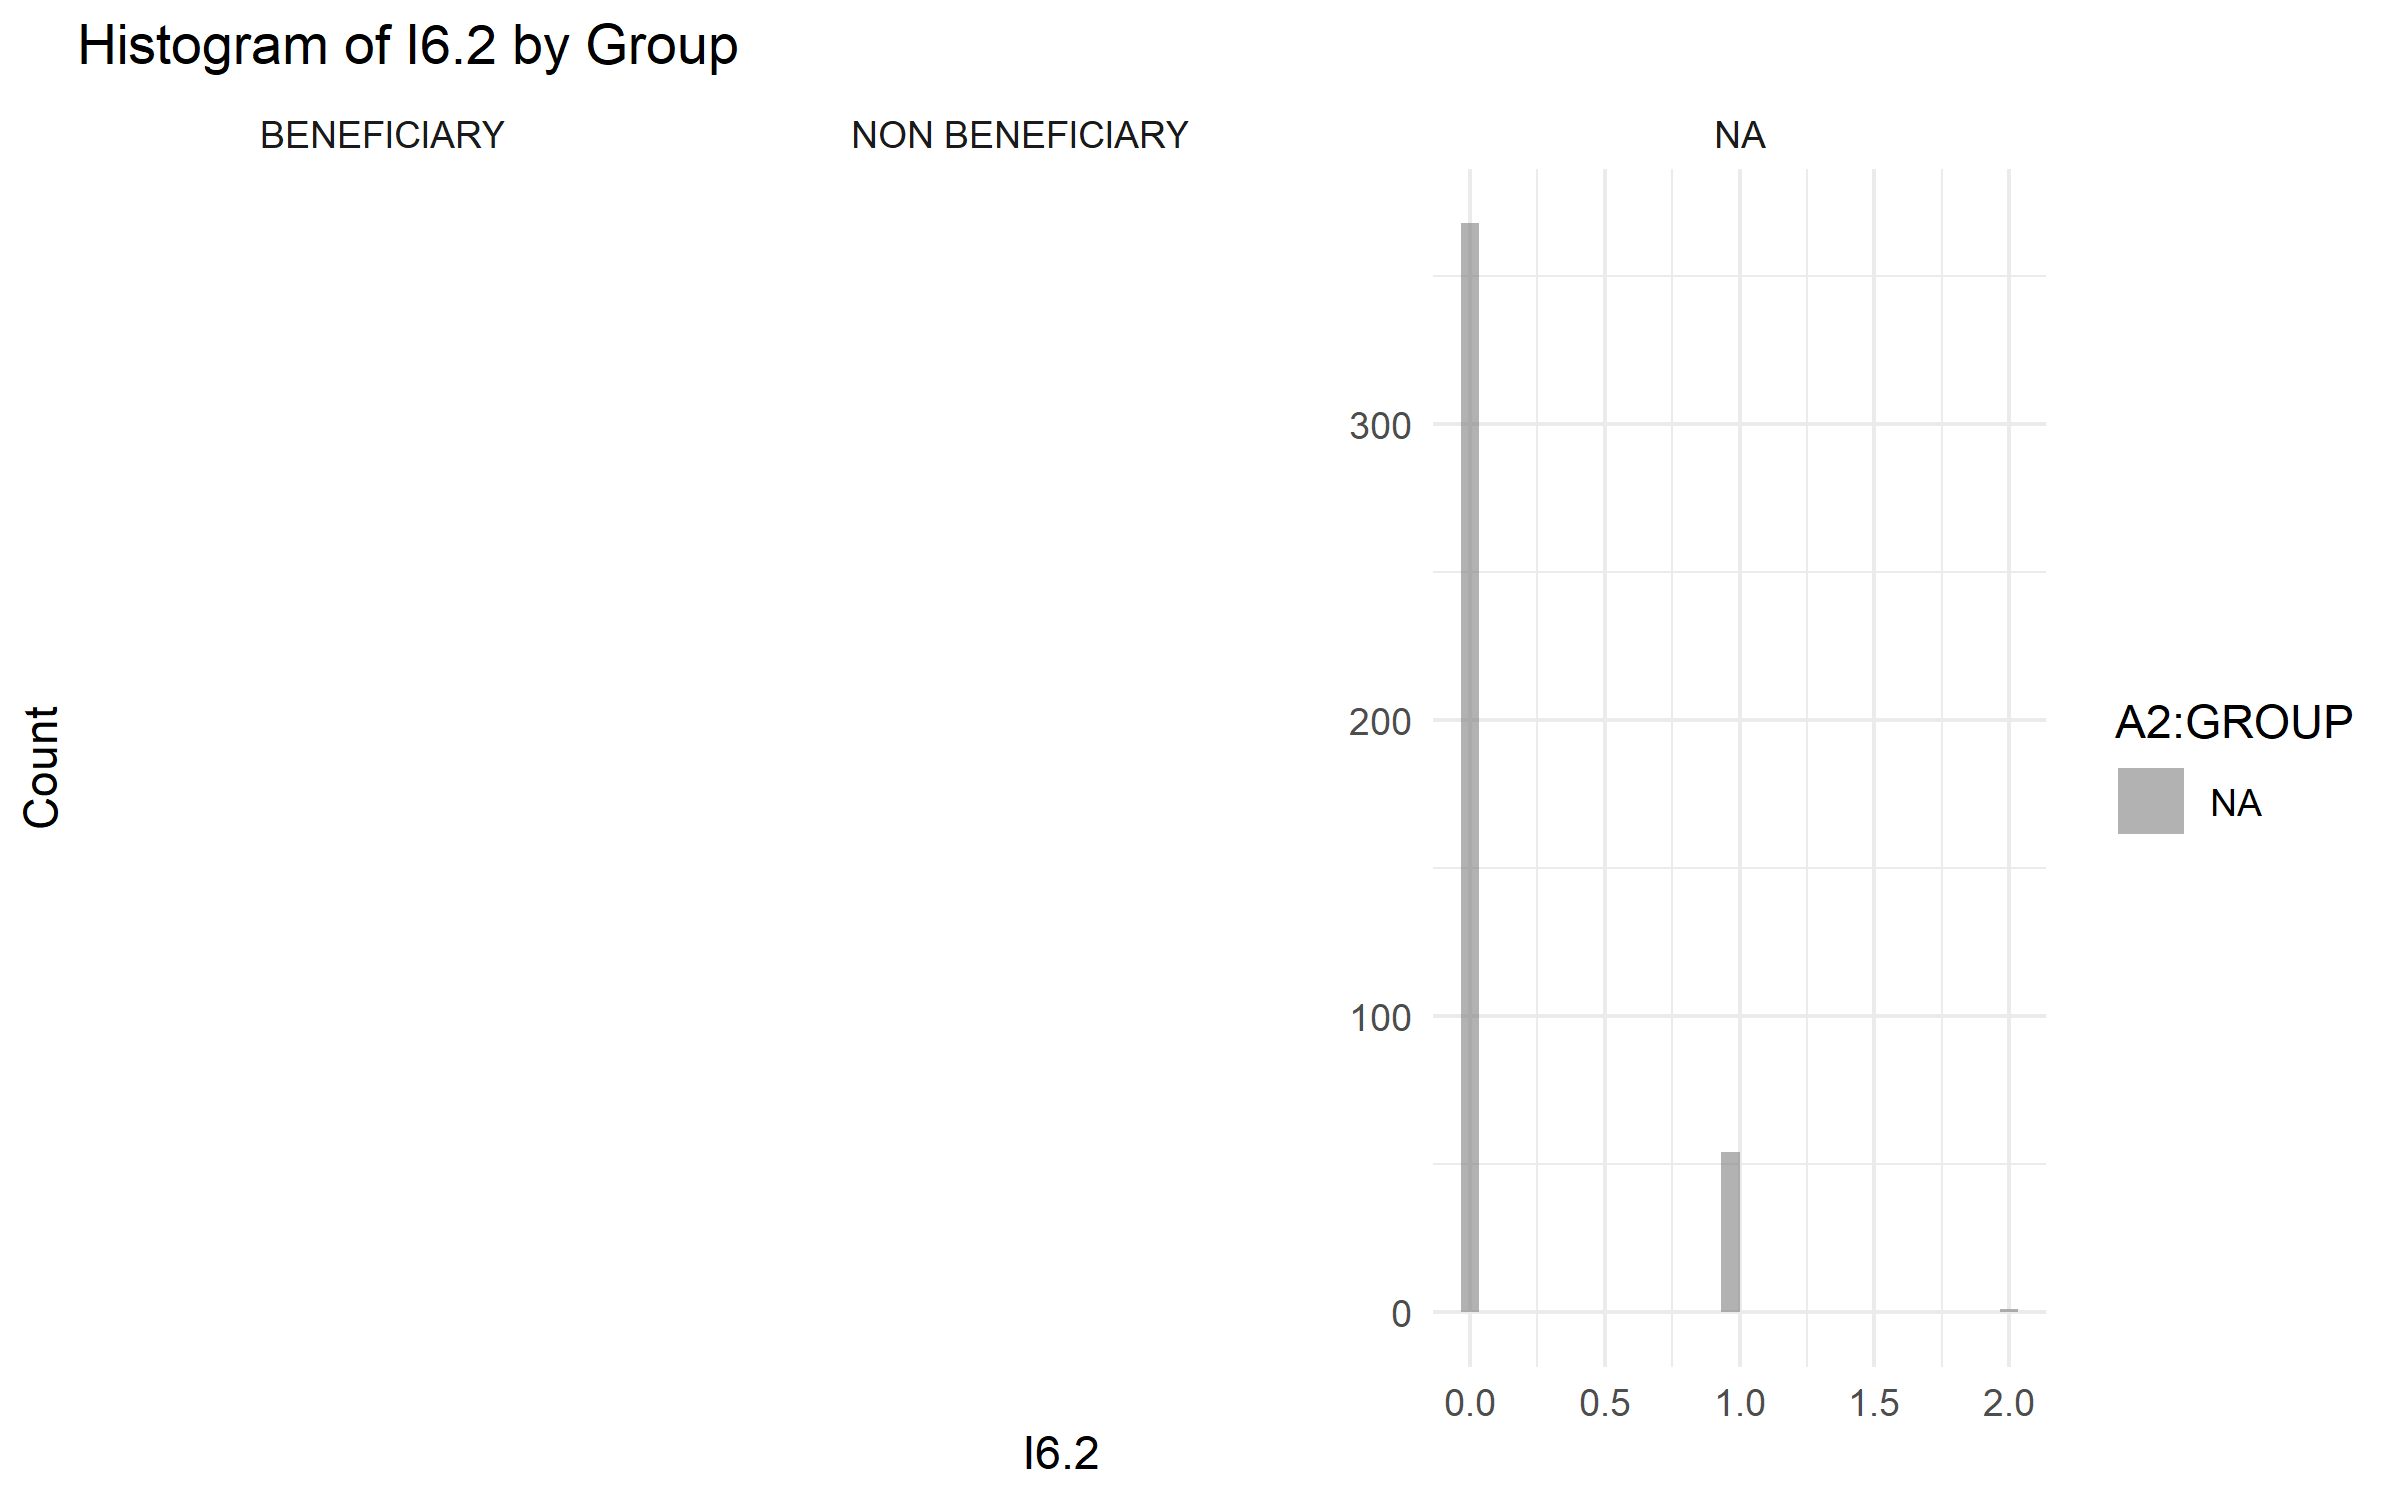 Histogram of I6.2 by Group
BENEFICIARY
NON BENEFICIARY
NA
Count
300
200
100
0
0.0 0.5 1.0 1.5 2.0
I6.2
A2:GROUP
NA